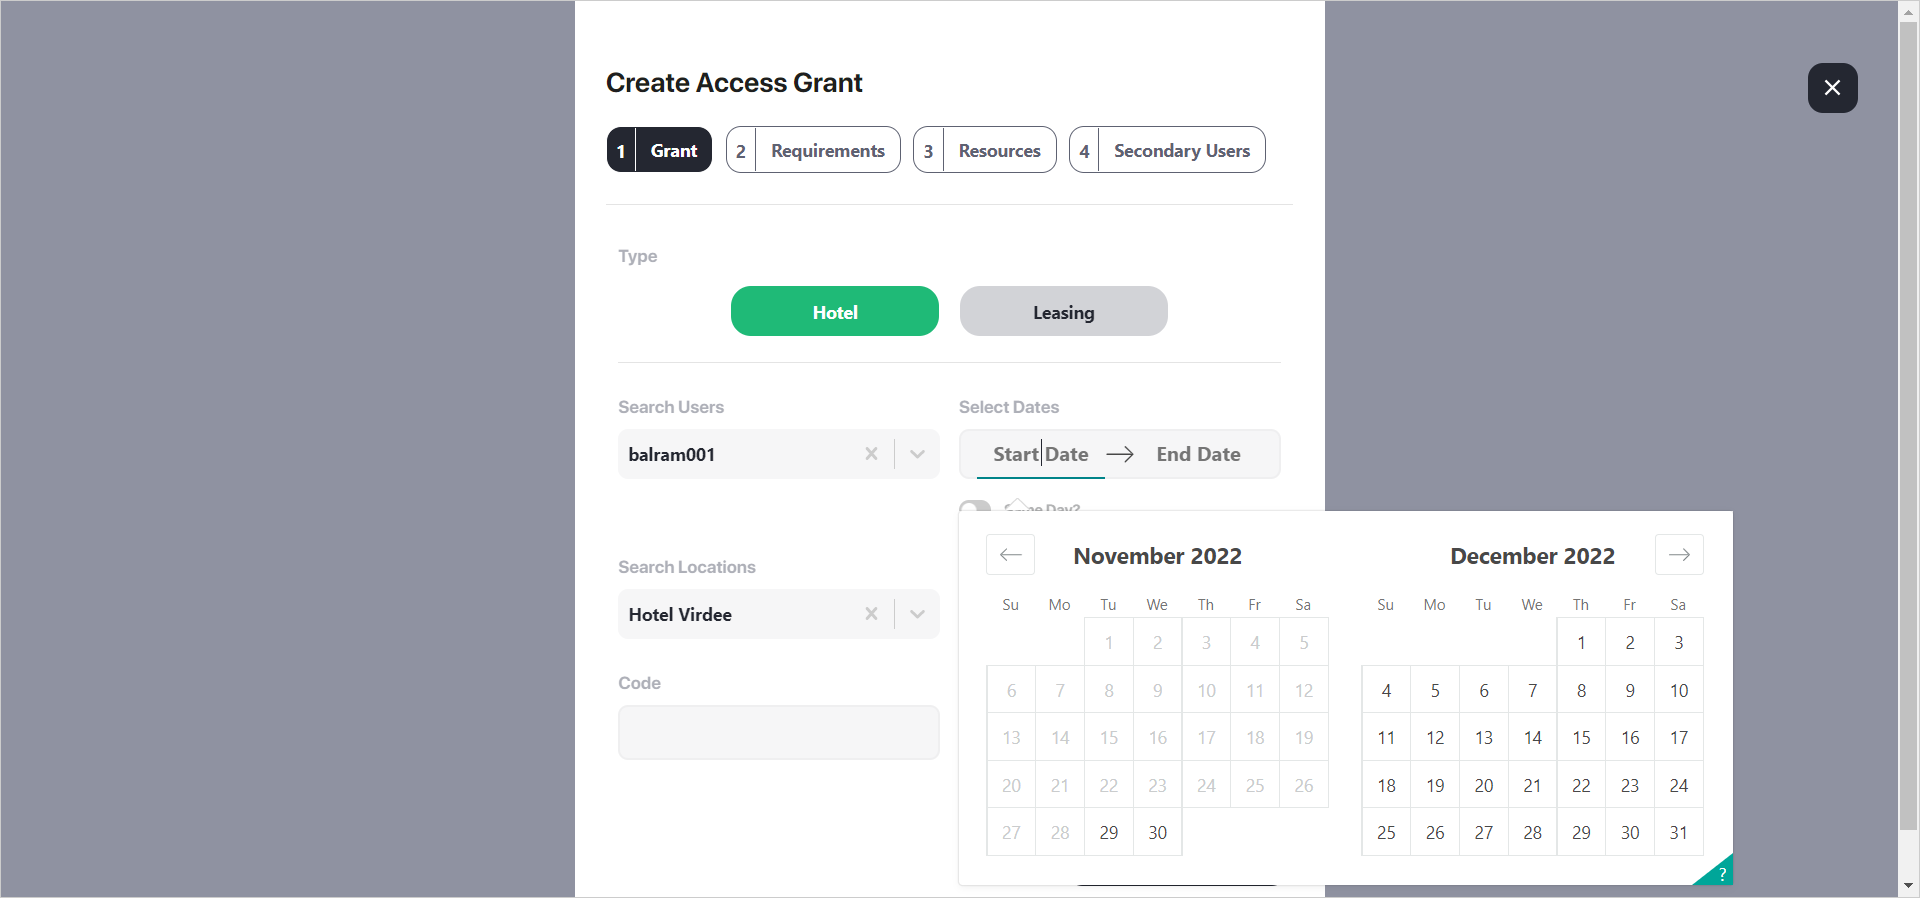 Create Access Grant
1 Grant 2 Requirements 3 Resources 4 Secondary Users
Type
Hotel Leasing
Search Users Select Dates
balram001 Start Date End Date
Day?
Search Locations
Hotel Virdee
Code
November 2022 December 2022
Su Mo Tu We Th Fr Sa Su Mo Tu We Th Fr Sa
1 2 3 4 5 1 2 3
6 7 8 9 10 11 12 4 5 6 7 8 9 10
13 14 15 16 17 18 19 11 12 13 14 15 16 17
20 21 22 23 24 25 26 18 19 20 21 22 23 24
27 28 29 30 25 26 27 28 29 30 31
?